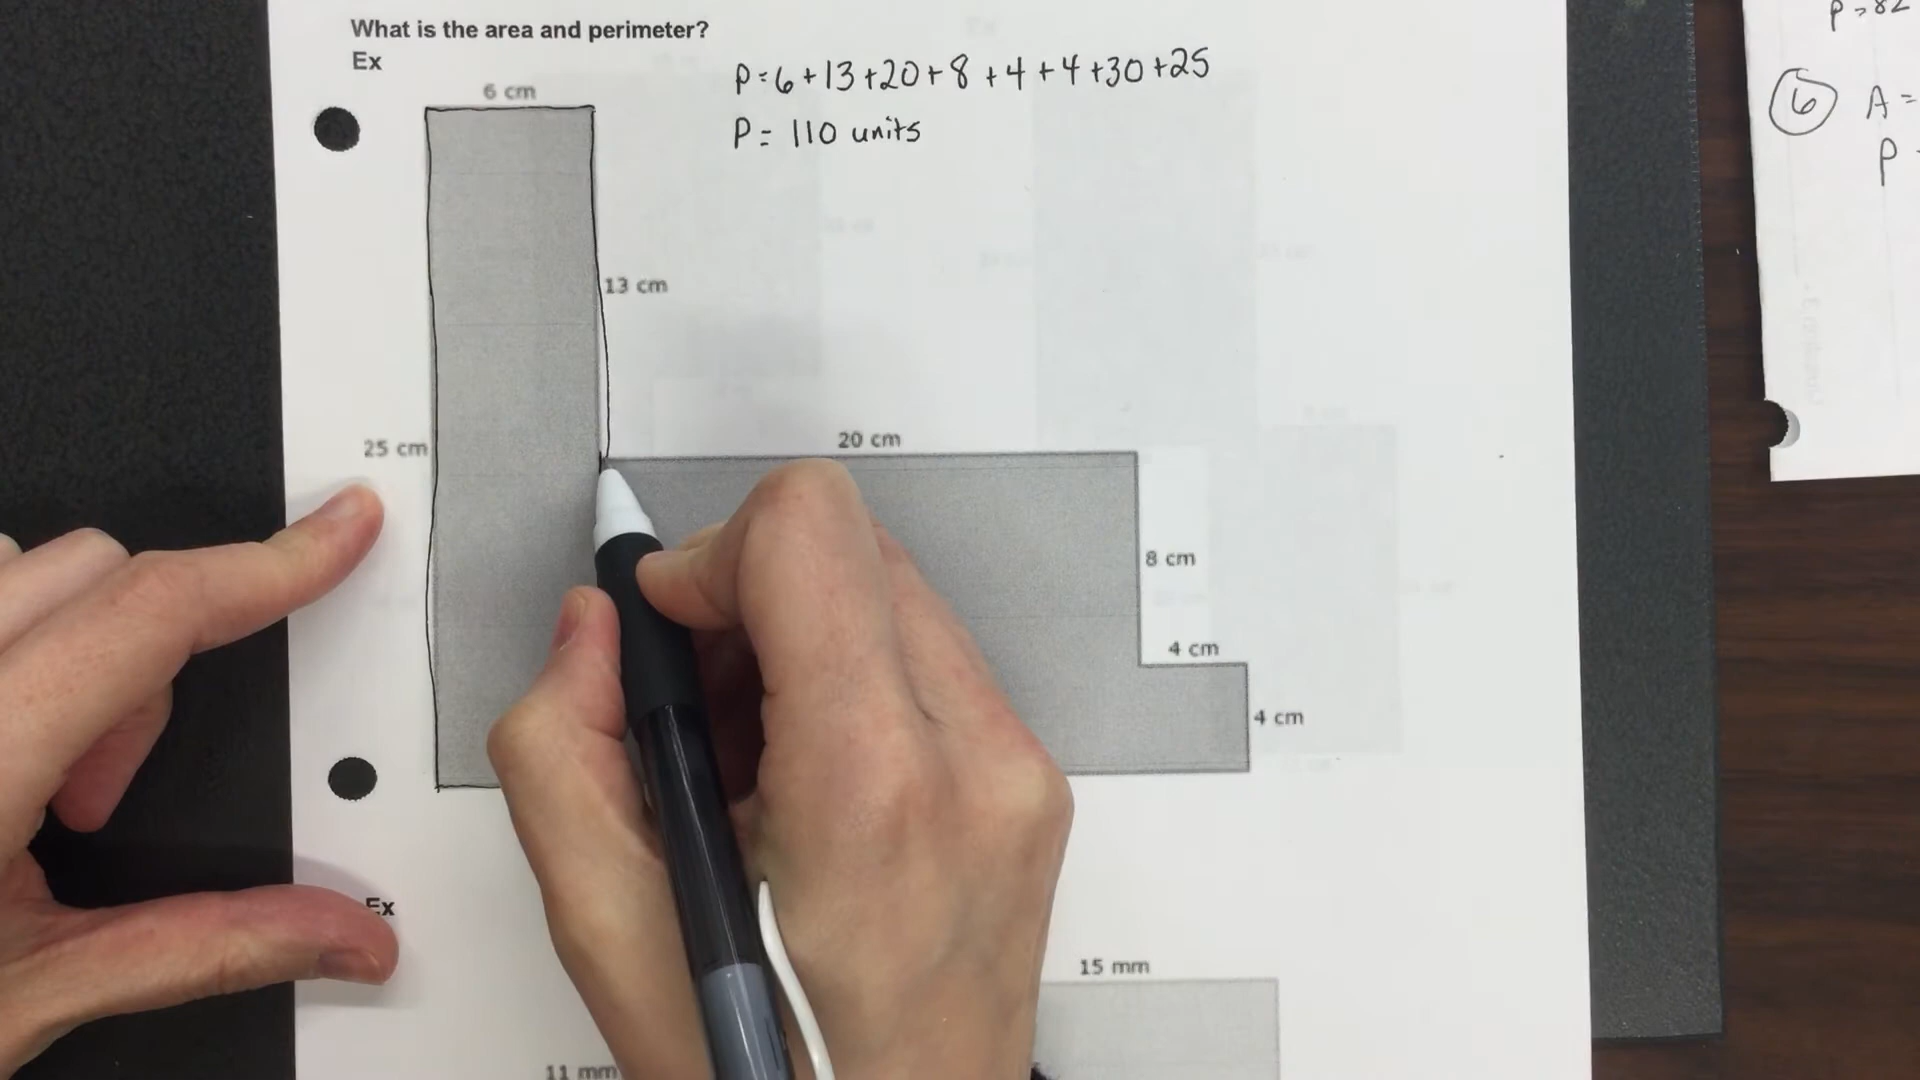 What is the area and perimeter?
Ex
P=6+13+20+8+4+4+30+25
P= 110 units
6 cm
13 cm
25 cm
20 cm
8 cm
4 cm
4 cm
Ex
15 mm
11 mm
6 A =
P